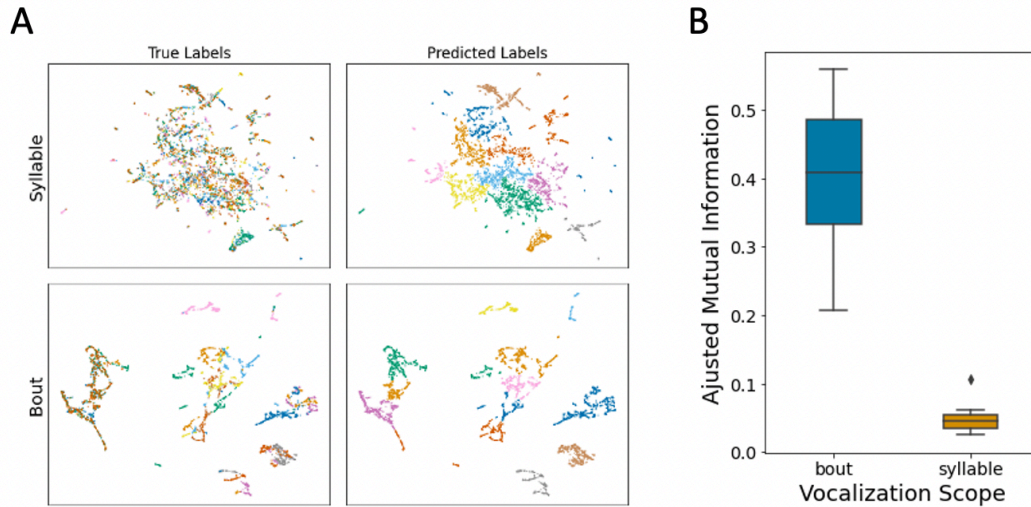 A
B
True Labels
Predicted Labels
Syllable
Bout
Ajusted Mutual Information
0.5
0.4
0.3
0.2
0.1
0.0
bout
syllable
Vocalization Scope